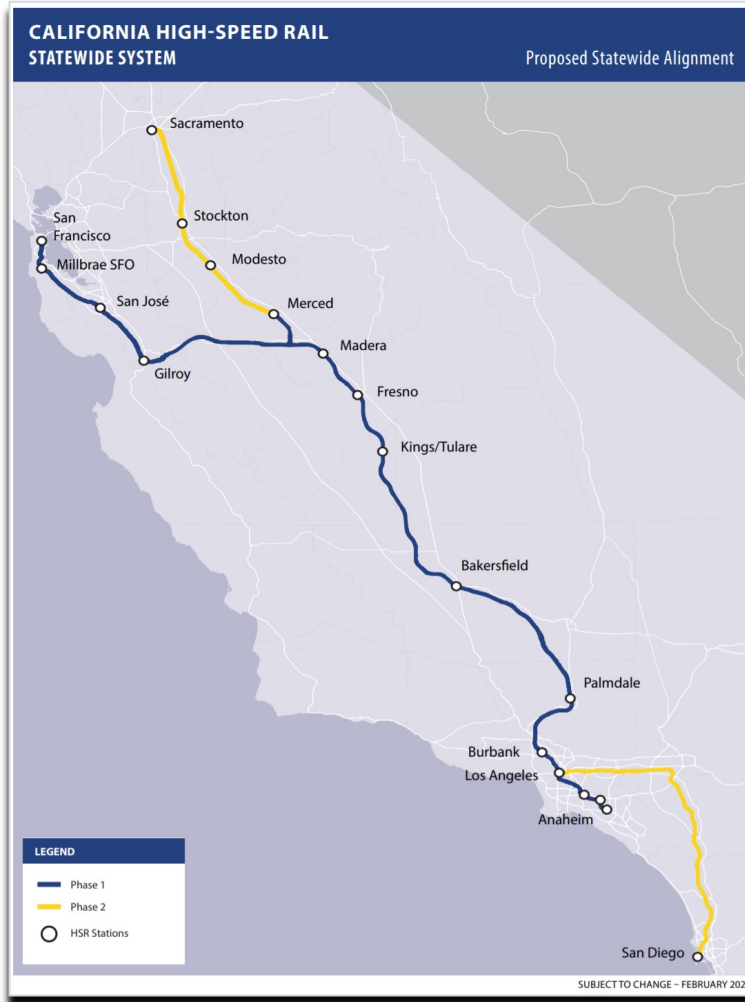 CALIFORNIA HIGH-SPEED RAIL
STATEWIDE SYSTEM
Proposed Statewide Alignment
Sacramento
Stockton
San
Francisco
Modesto
Millbrae SFO
San José
Merced
Madera
Gilroy
Fresno
Kings/Tulare
Bakersfield
Palmdale
Burbank
Los Angeles
Anaheim
San Diego
LEGEND
Phase 1
Phase 2
HSR Stations
SUBJECT TO CHANGE – FEBRUARY